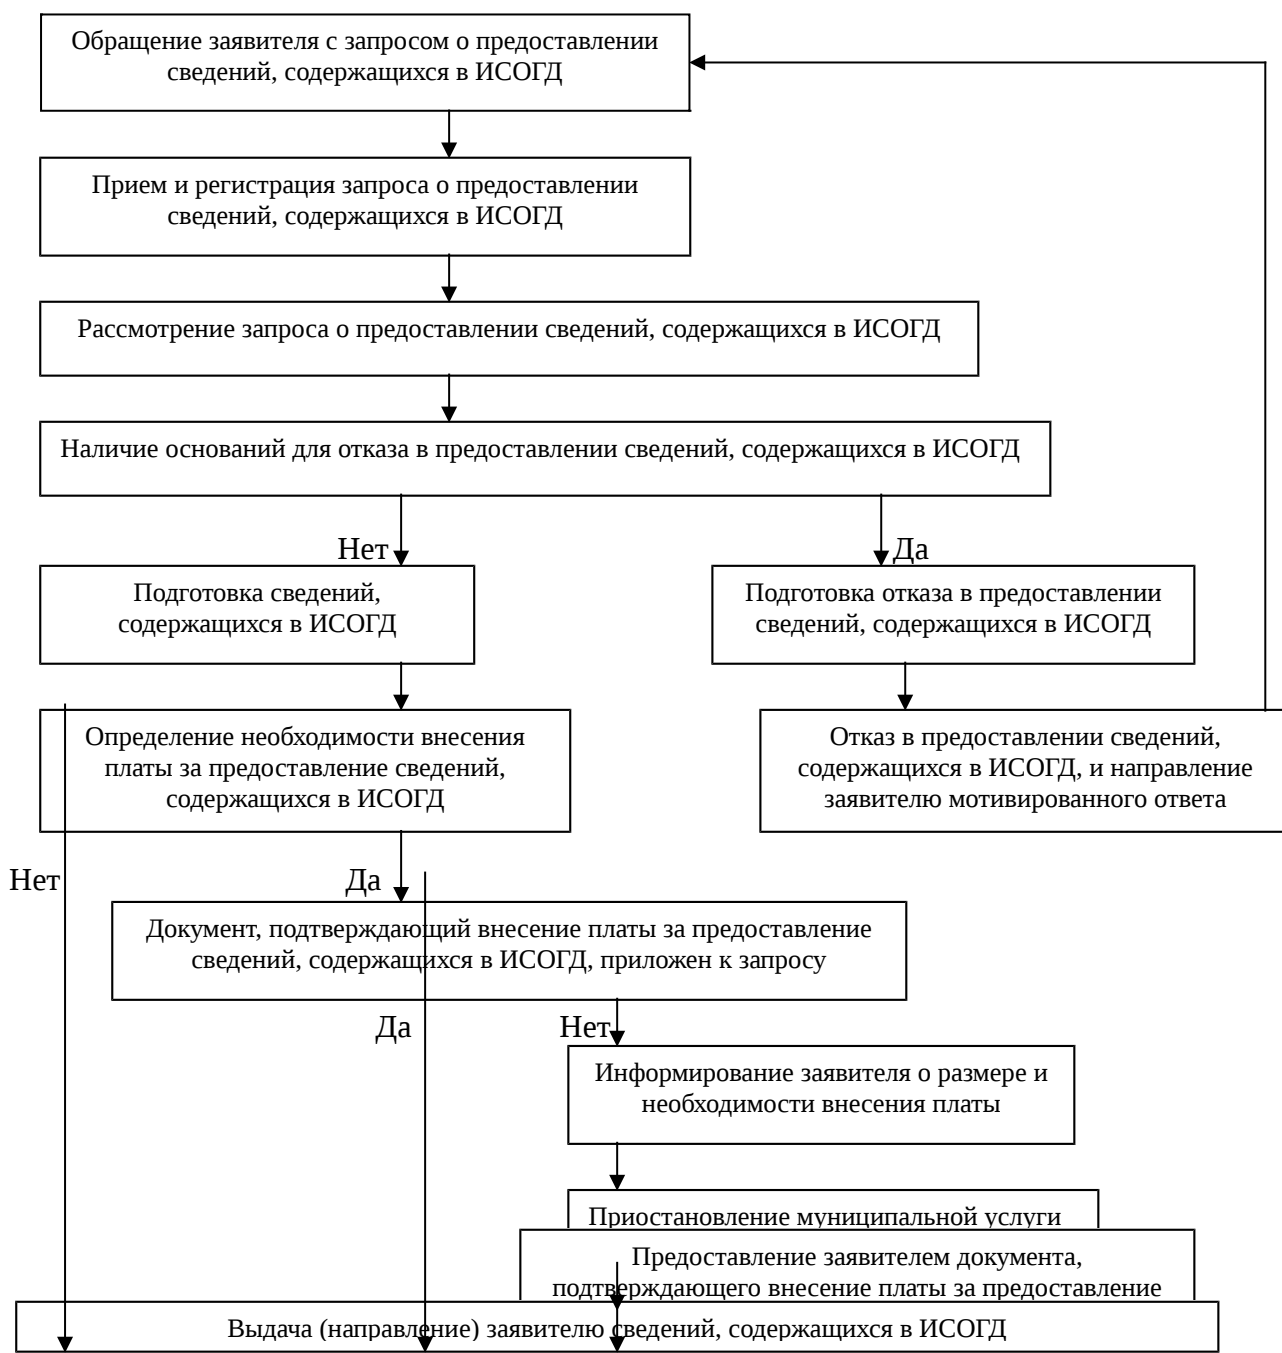 Обращение заявителя с запросом о предоставлении
сведений, содержащихся в ИСОГД
Прием и регистрация запроса о предоставлении
сведений, содержащихся в ИСОГД
Рассмотрение запроса о предоставлении сведений, содержащихся в ИСОГД
Наличие оснований для отказа в предоставлении сведений, содержащихся в ИСОГД
Нет
Да
Подготовка сведений,
содержащихся в ИСОГД
Подготовка отказа в предоставлении
сведений, содержащихся в ИСОГД
Определение необходимости внесения
платы за предоставление сведений,
содержащихся в ИСОГД
Отказ в предоставлении сведений,
содержащихся в ИСОГД, и направление
заявителю мотивированного ответа
Нет
Да
Документ, подтверждающий внесение платы за предоставление
сведений, содержащихся в ИСОГД, приложен к запросу
Да
Нет
Информирование заявителя о размере и
необходимости внесения платы
Приостановление муниципальной услуги
Предоставление заявителем документа,
подтверждающего внесение платы за предоставление
Выдача (направление) заявителю сведений, содержащихся в ИСОГД